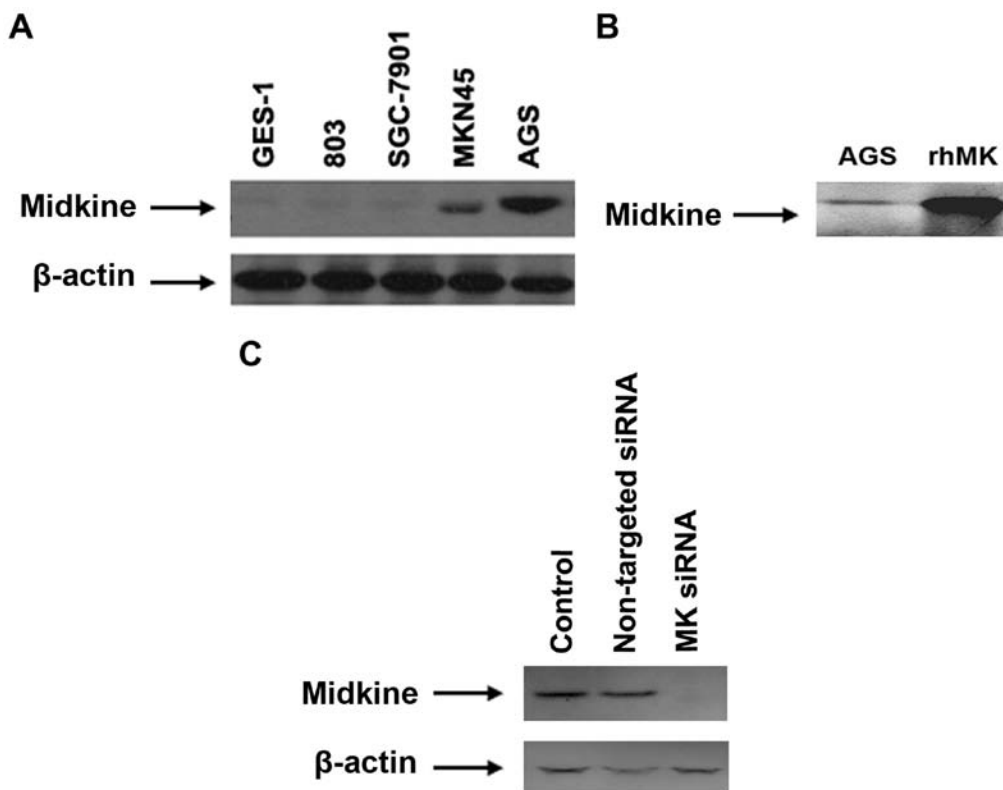 A
GES-1
803
SGC-7901
MKN45
AGS
Midkine
β-actin
B
AGS rhMK
Midkine
C
Control
Non-targeted siRNA
MK siRNA
Midkine
β-actin